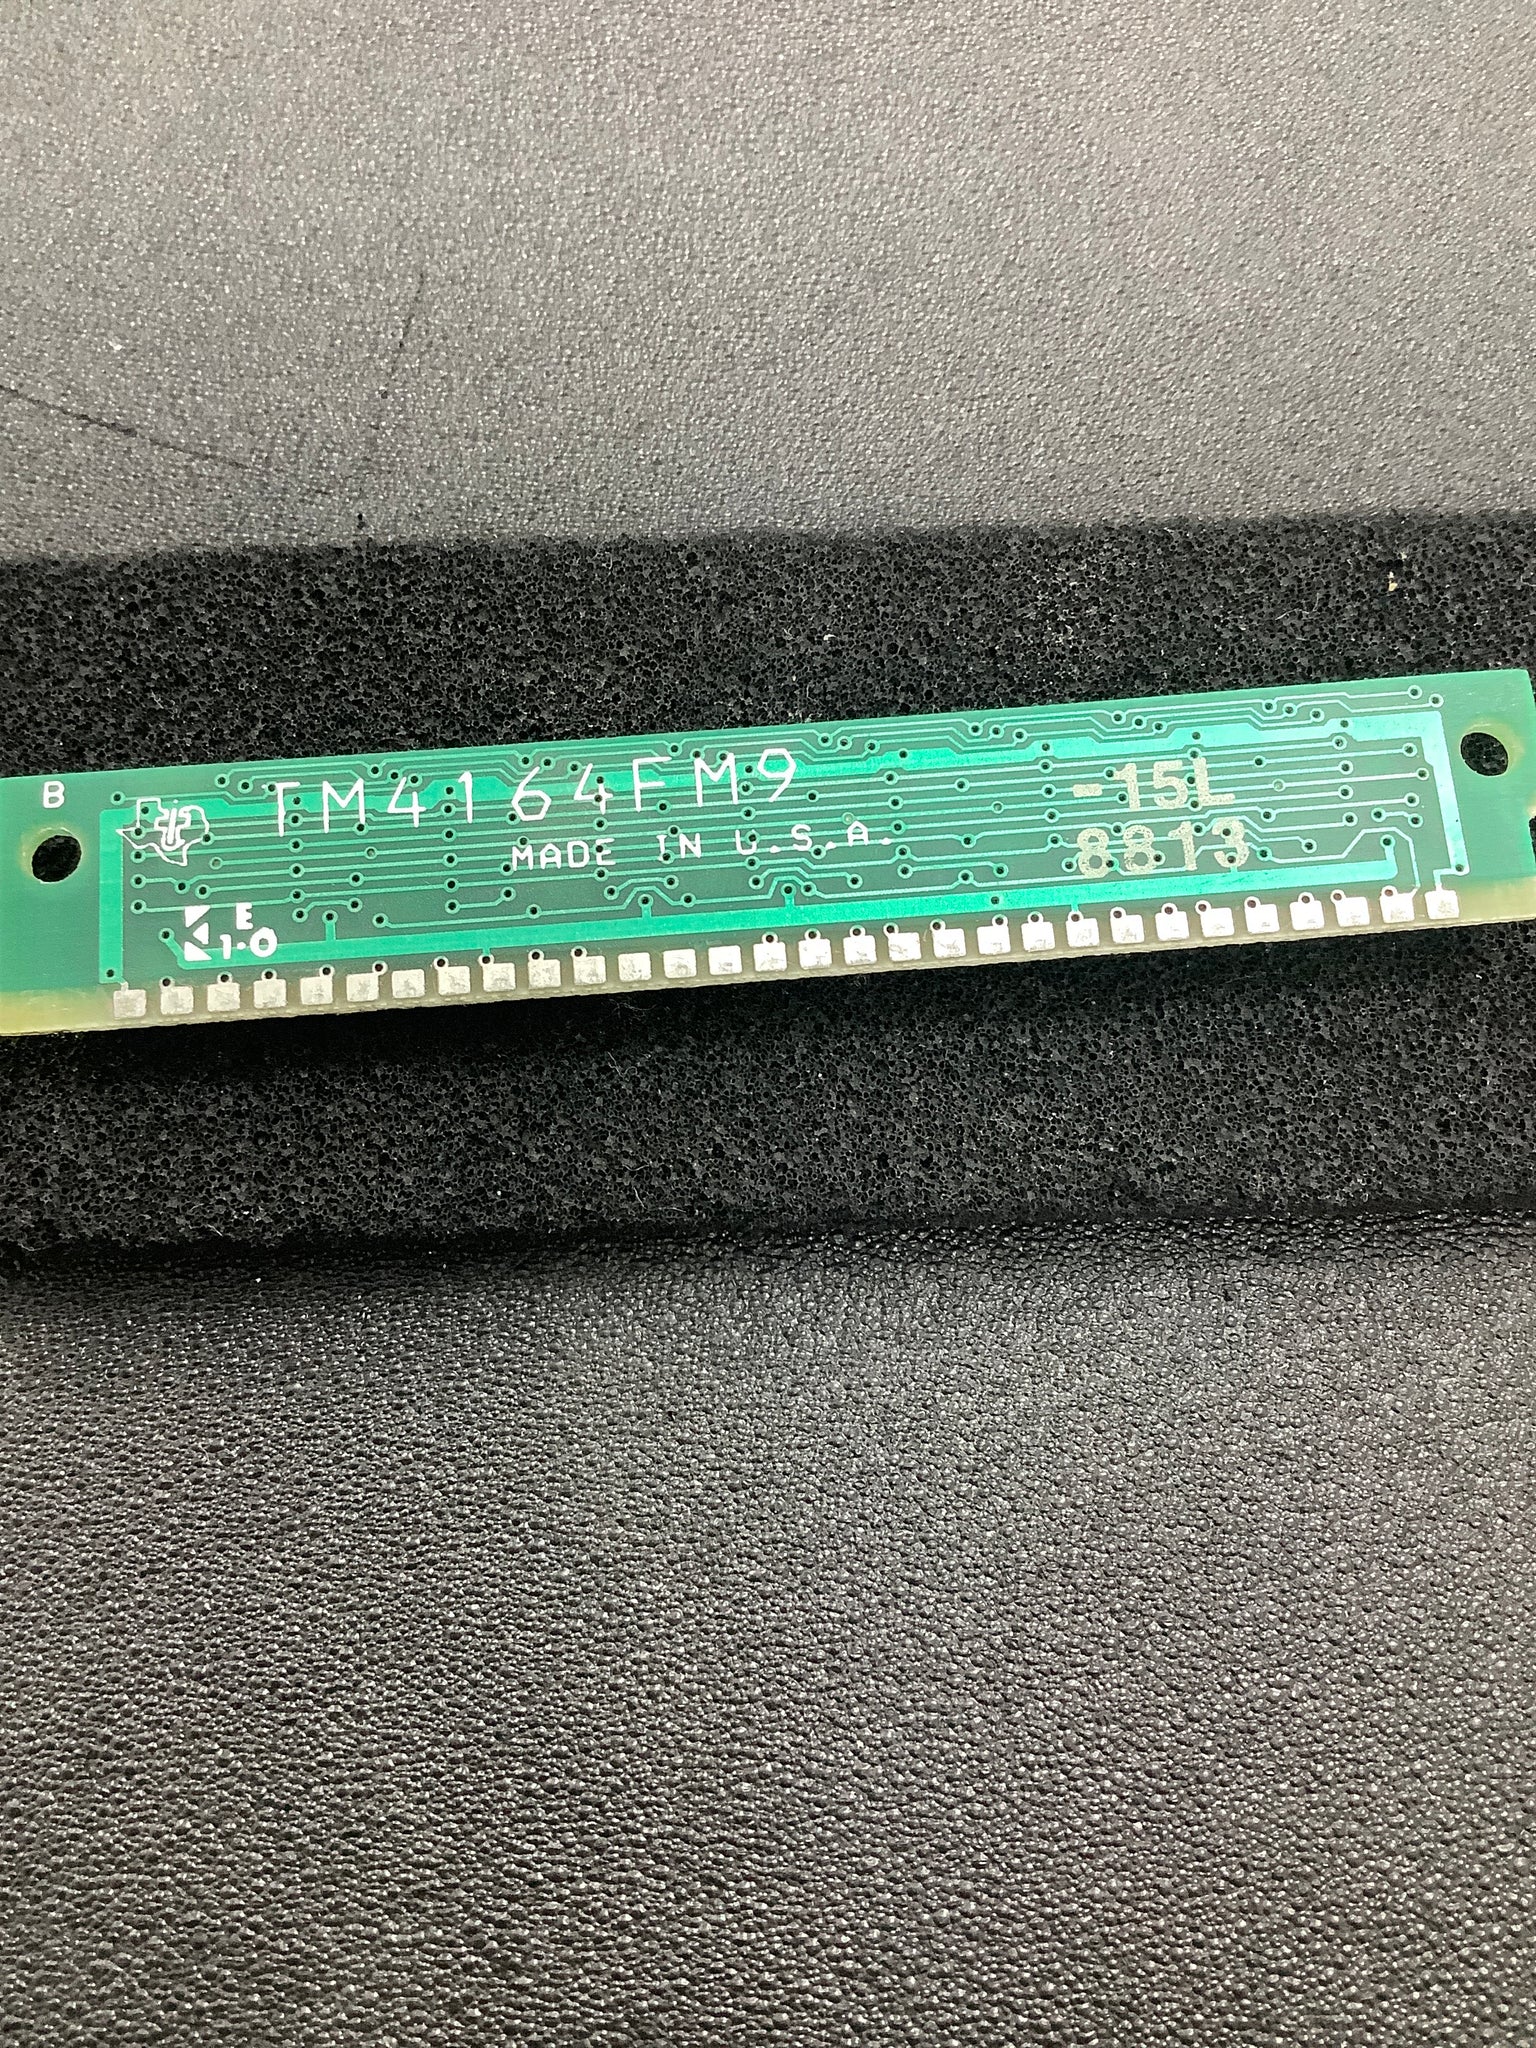 B
TM4164FM9
-15L
MADE IN U.S.A.
8813
E
1-0